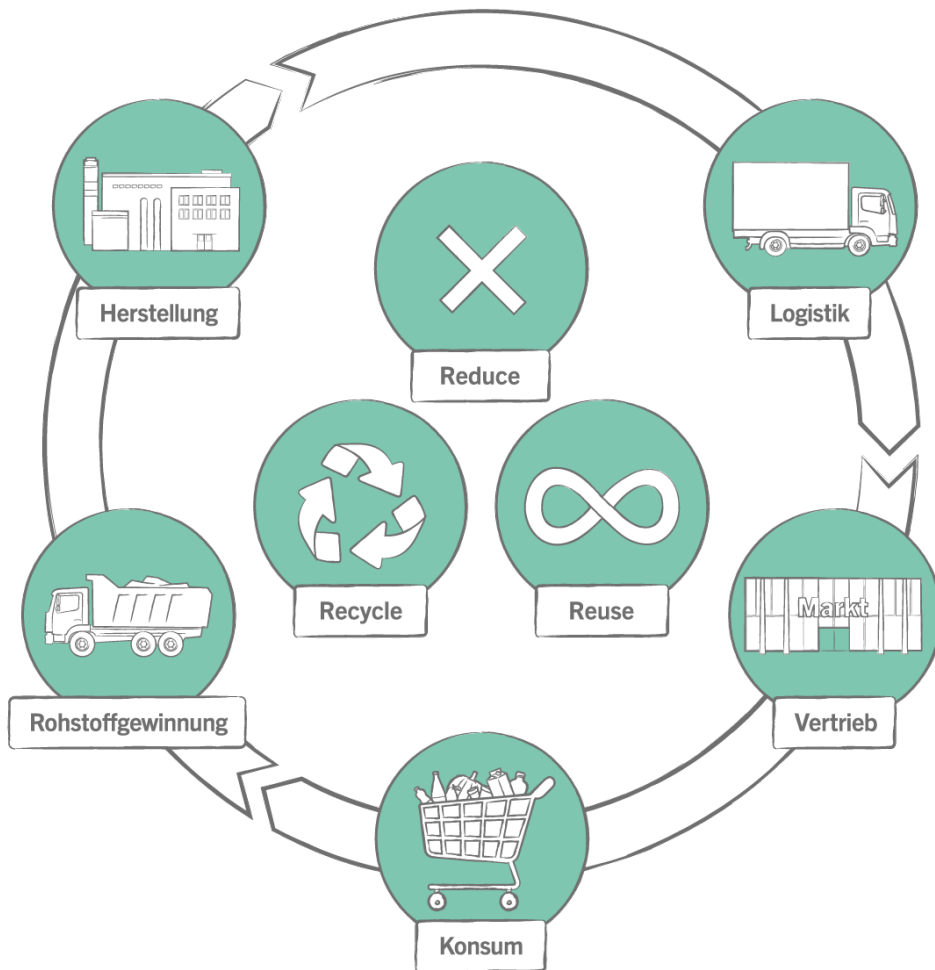 Herstellung
Logistik
Reduce
Recycle
Reuse
Markt
Rohstoffgewinnung
Vertrieb
Konsum